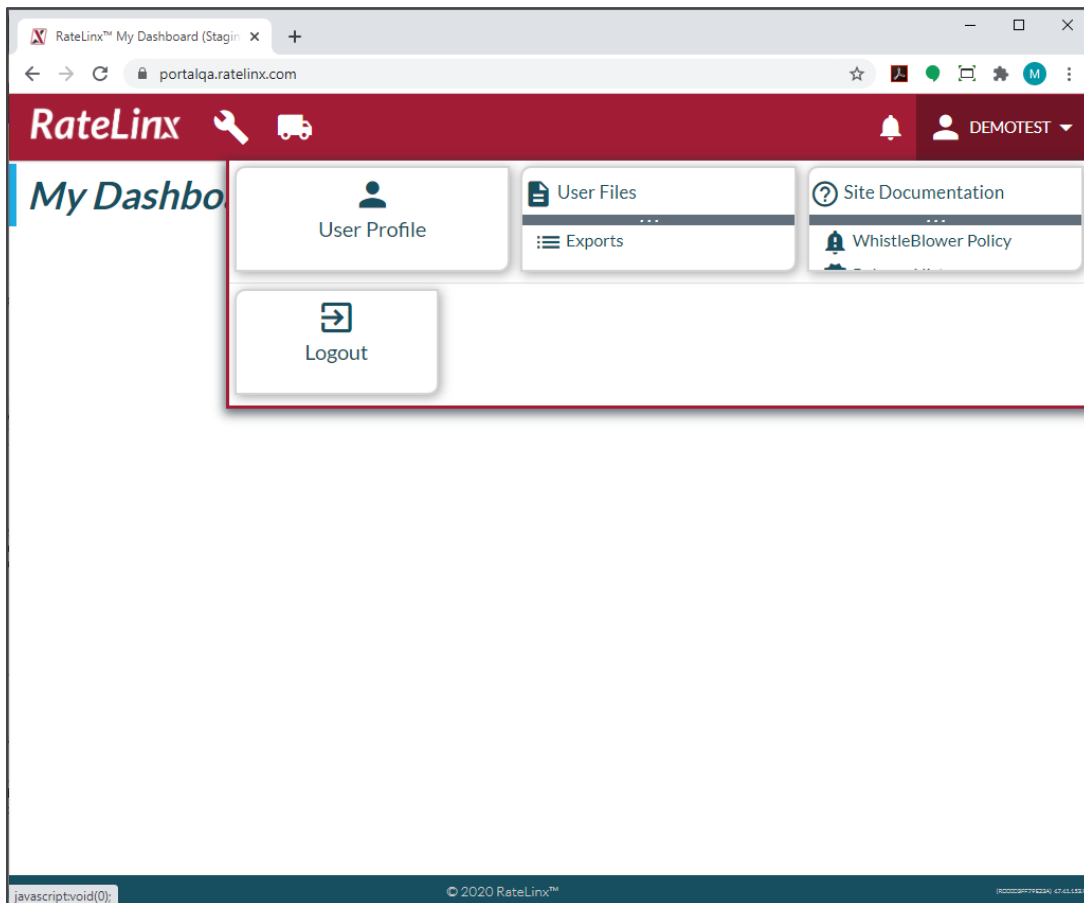 RateLinx™ My Dashboard (Stagin
portalqa.ratelinx.com
M
RateLinx
DEMOTEST
My Dashbo
User Profile
User Files
...
Exports
Site Documentation
...
WhistleBlower Policy
Logout
javascript:void(0);
© 2020 RateLinx™